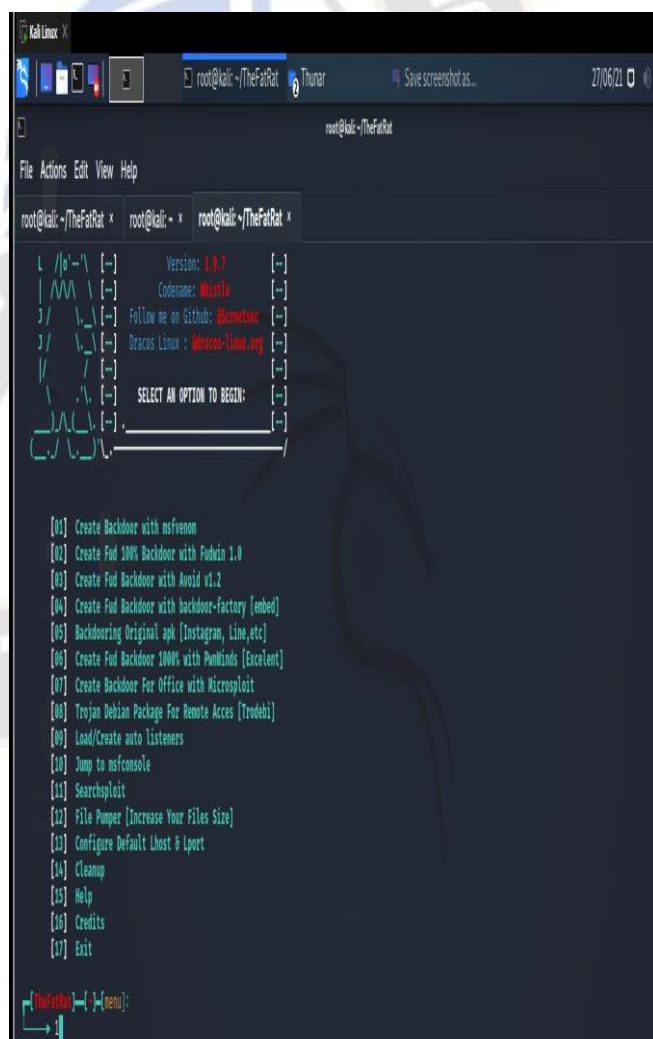 Kali Linux
root@kali: ~/TheFatRat
Thunar
Save screenshot as...
27/06/21
root@kali: ~/TheFatRat
File Actions Edit View Help
root@kali: ~/TheFatRat × root@kali: ~ × root@kali: ~/TheFatRat ×
[--] Version: 1.9.7 [--]
[--] Codename: Whistle [--]
[--] Follow me on Github: @Screetsec [--]
[--] Dracos Linux : @dracos-linux.org [--]
[--] [--]
[--] SELECT AN OPTION TO BEGIN: [--]
[--] .___________________[--]
[01] Create Backdoor with msfvenom
[02] Create Fud 100% Backdoor with Fudwin 1.0
[03] Create Fud Backdoor with Avoid v1.2
[04] Create Fud Backdoor with backdoor-factory [embed]
[05] Backdooring Original apk [Instagram, Line,etc]
[06] Create Fud Backdoor 1000% with PwnWinds [Excelent]
[07] Create Backdoor For Office with Microsploit
[08] Trojan Debian Package For Remote Acces [Trodebi]
[09] Load/Create auto listeners
[10] Jump to msfconsole
[11] Searchsploit
[12] File Pumper [Increase Your Files Size]
[13] Configure Default Lhost & Lport
[14] Cleanup
[15] Help
[16] Credits
[17] Exit
[TheFatRat]—[~]—[menu]:
1